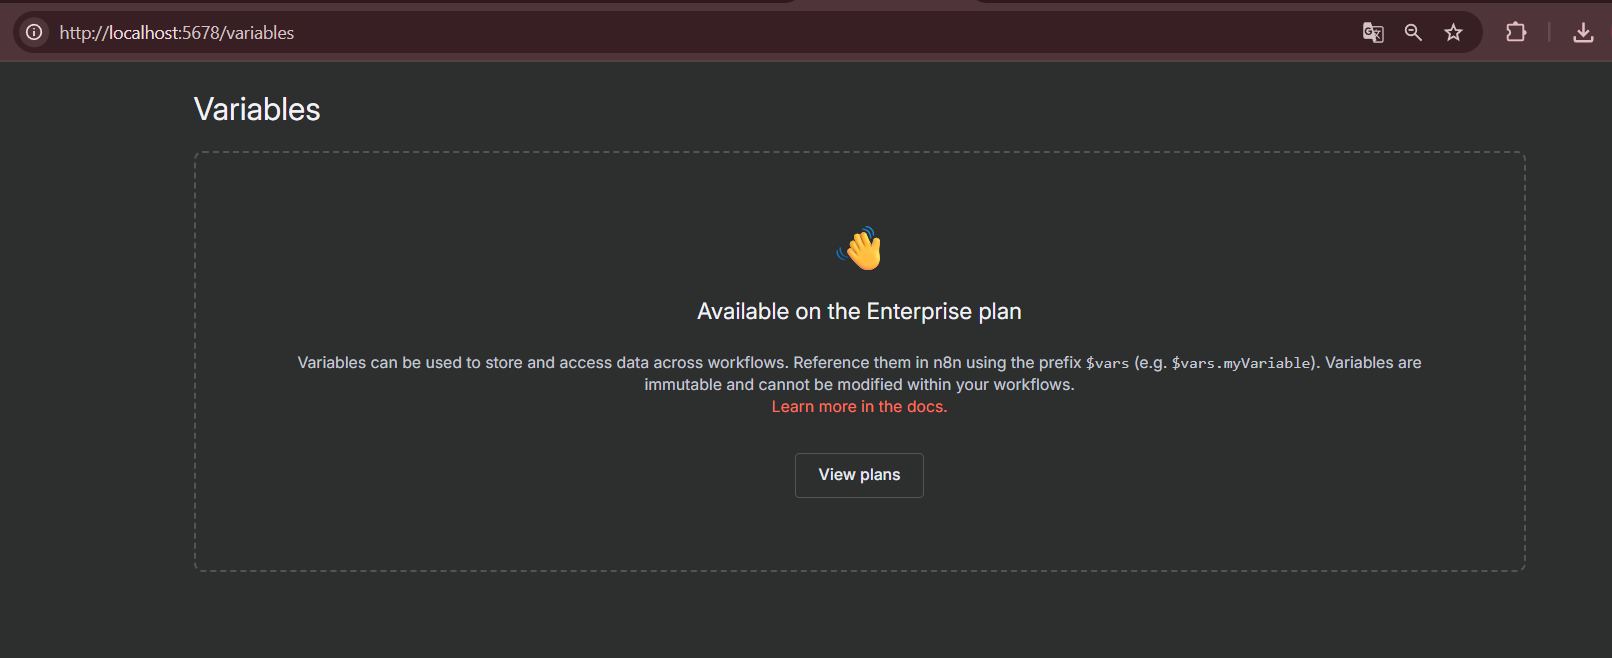 http://localhost:5678/variables
Variables
Available on the Enterprise plan
Variables can be used to store and access data across workflows. Reference them in n8n using the prefix $vars (e.g. $vars.myVariable). Variables are
immutable and cannot be modified within your workflows.
Learn more in the docs.
View plans